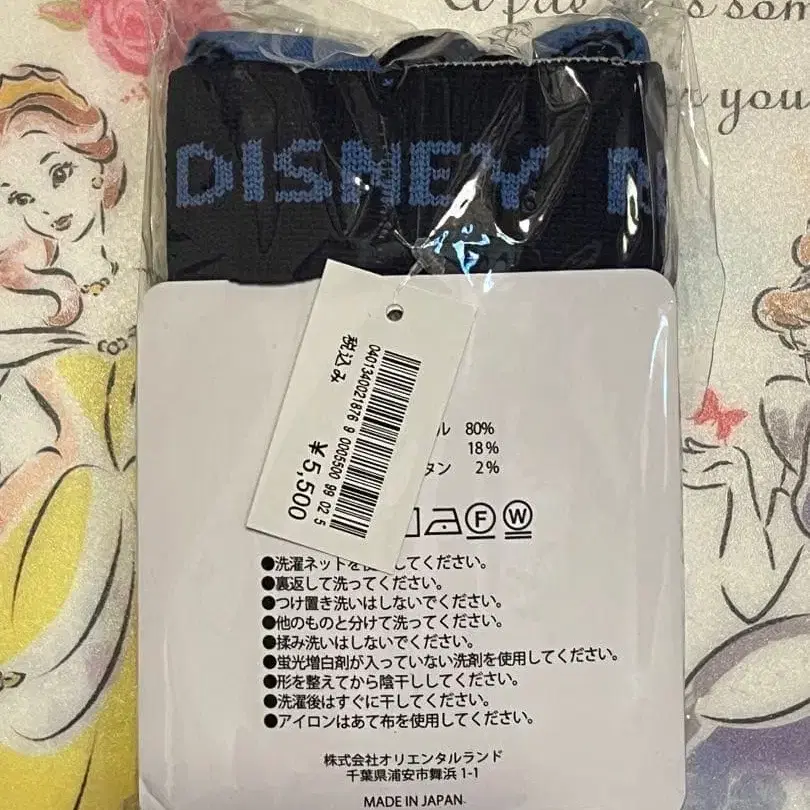 DISNEY
you
税込み
0401340021876 9 0005500 99 02 5
¥5,500
ル 80%
18%
タン 2%
F W
●洗濯ネットを使してください。
●裏返して洗ってください。
●つけ置き洗いはしないでください。
●他のものと分けて洗ってください。
●揉み洗いはしないでください。
●蛍光増白剤が入っていない洗剤を使用してください。
●形を整えてから陰干ししてください。
●洗濯後はすぐに干してください。
●アイロンはあて布を使用してください。
株式会社オリエンタルランド
千葉県浦安市舞浜 1-1
MADE IN JAPAN